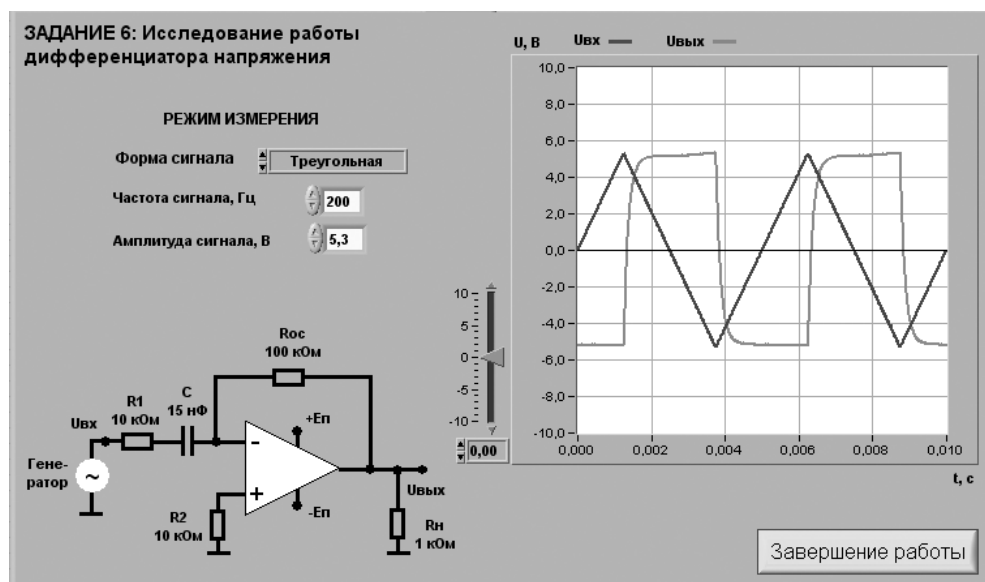 ЗАДАНИЕ 6: Исследование работы
дифференциатора напряжения
РЕЖИМ ИЗМЕРЕНИЯ
Форма сигнала
Треугольная
Частота сигнала, Гц
200
Амплитуда сигнала, В
5,3
U, В
Uвх
Uвых
10,0
8,0
6,0
4,0
2,0
0,0
-2,0
-4,0
-6,0
-8,0
-10,0
0,000
0,002
0,004
0,006
0,008
0,010
t, с
10
5
0
-5
-10
0,00
Rос
100 кОм
C
15 нФ
R1
10 кОм
Uвх
Гене-
ратор
~
-
+
+Еп
-Еп
Uвых
R2
10 кОм
Rн
1 кОм
Завершение работы